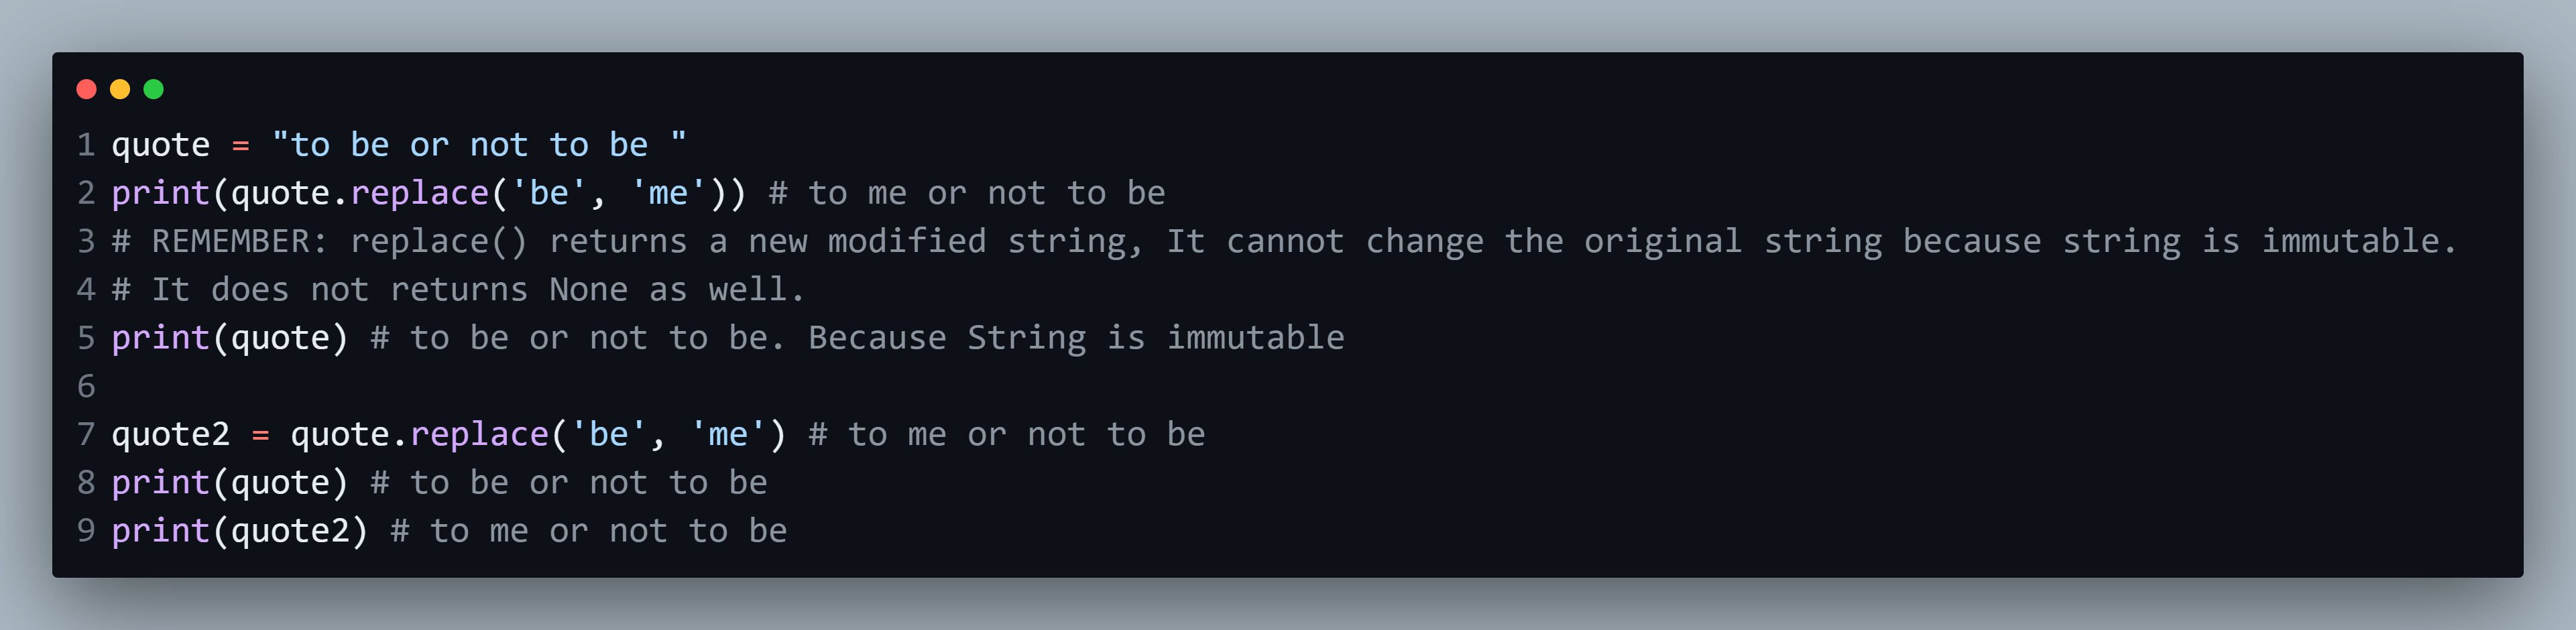 1 quote = "to be or not to be "
2 print(quote.replace('be', 'me')) # to me or not to be
3 # REMEMBER: replace() returns a new modified string, It cannot change the original string because string is immutable.
4 # It does not returns None as well.
5 print(quote) # to be or not to be. Because String is immutable
6
7 quote2 = quote.replace('be', 'me') # to me or not to be
8 print(quote) # to be or not to be
9 print(quote2) # to me or not to be